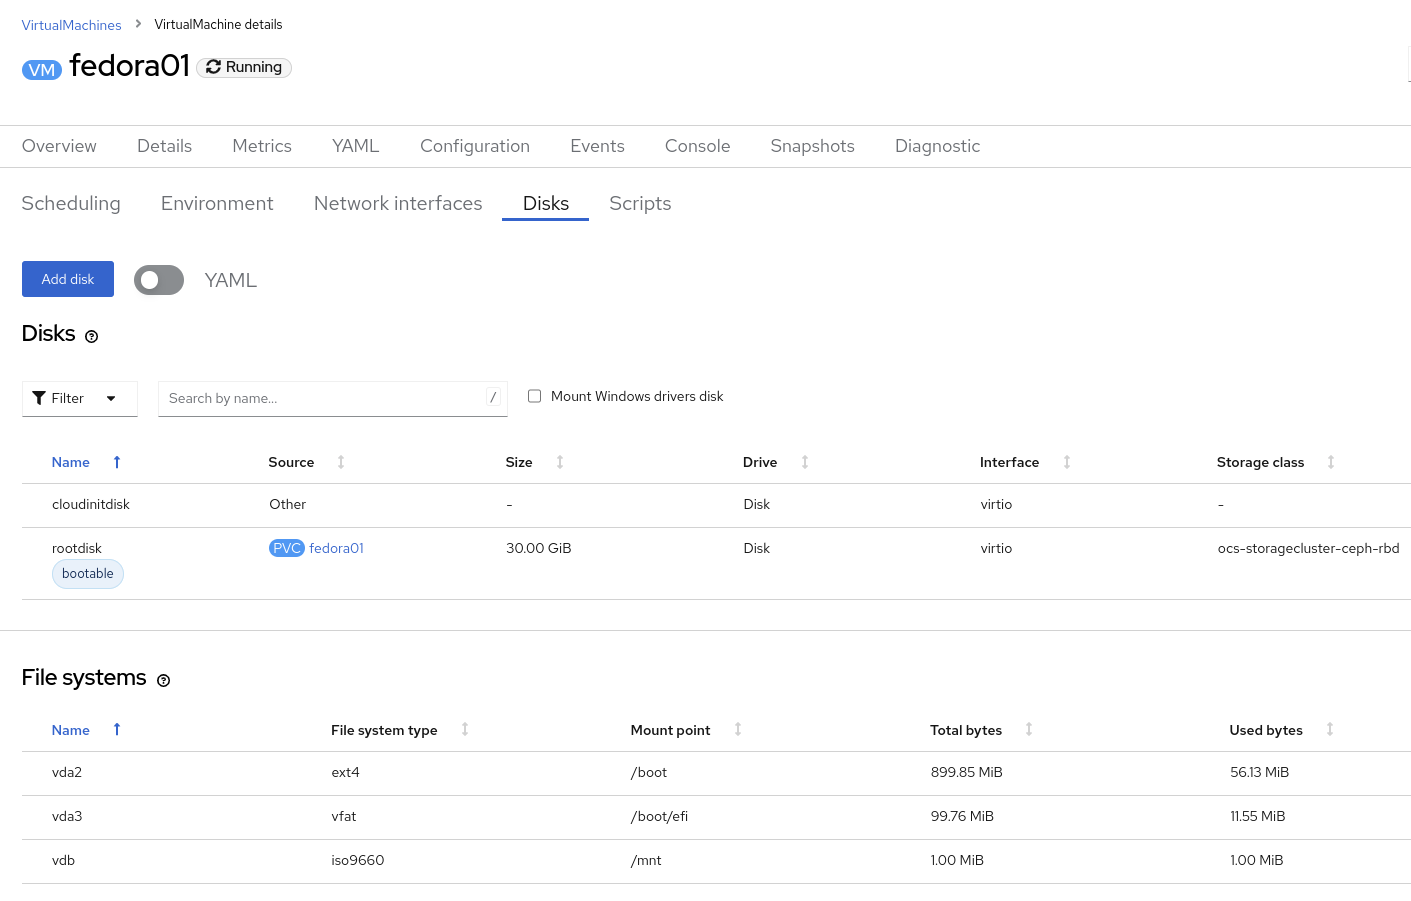 VirtualMachines > VirtualMachine details
VM fedora01 Running
Overview Details Metrics YAML Configuration Events Console Snapshots Diagnostic
Scheduling Environment Network interfaces Disks Scripts
Add disk YAML
Disks
Filter Search by name... / Mount Windows drivers disk
Name Source Size Drive Interface Storage class
cloudinitdisk Other - Disk virtio -
rootdisk PVC fedora01 30.00 GiB Disk virtio ocs-storagecluster-ceph-rbd
bootable
File systems
Name File system type Mount point Total bytes Used bytes
vda2 ext4 /boot 899.85 MiB 56.13 MiB
vda3 vfat /boot/efi 99.76 MiB 11.55 MiB
vdb iso9660 /mnt 1.00 MiB 1.00 MiB